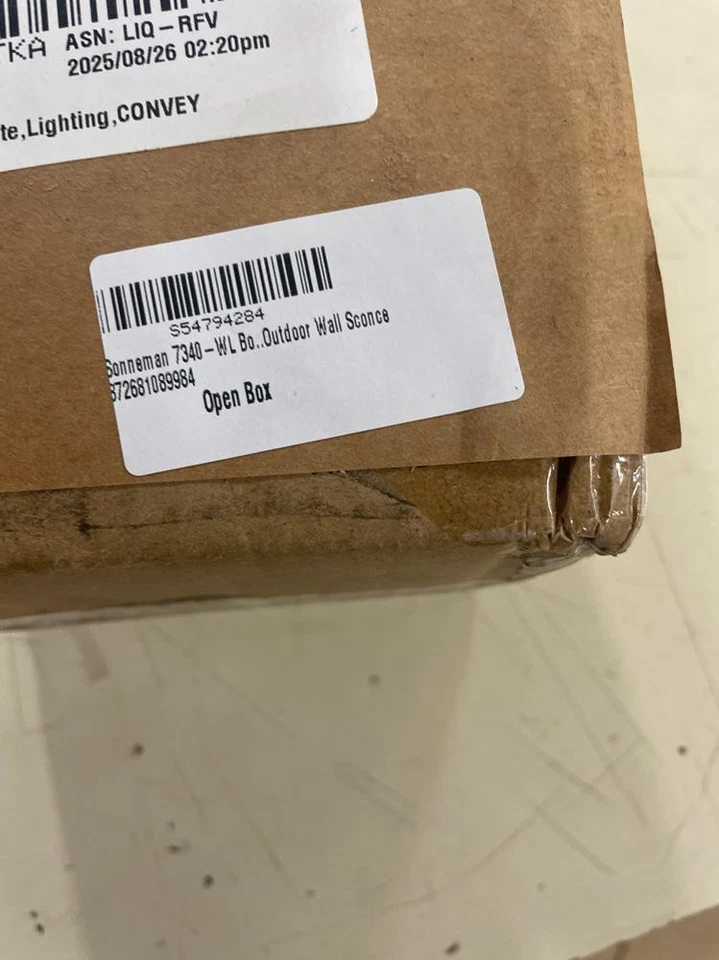 TKA ASN: LIQ-RFV
2025/08/26 02:20pm
te,Lighting,CONVEY
S54794284
Sonneman 7340-WL Bo..Outdoor Wall Sconce
872681089984
Open Box